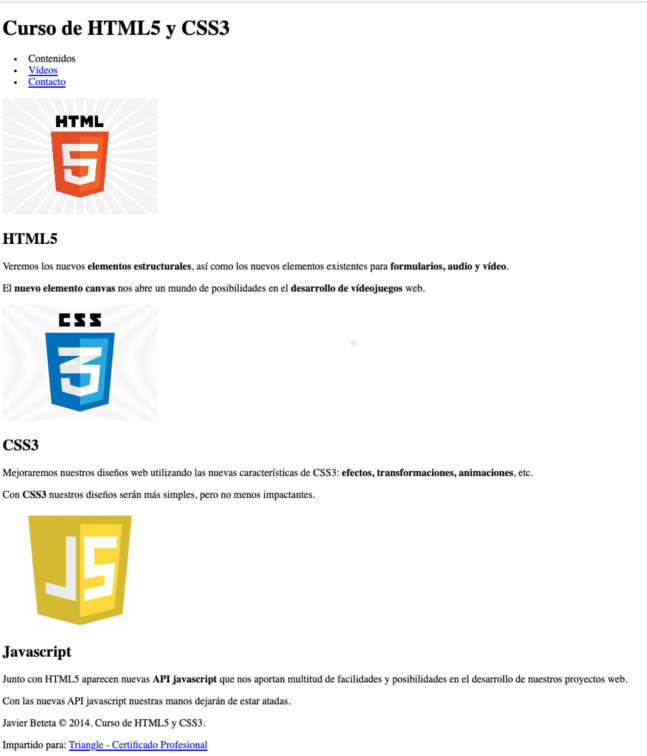 Curso de HTML5 y CSS3
Contenidos
Vídeos
Contacto
HTML
5
HTML5
Veremos los nuevos elementos estructurales, así como los nuevos elementos existentes para formularios, audio y vídeo.
El nuevo elemento canvas nos abre un mundo de posibilidades en el desarrollo de vídeojuegos web.
CSS
3
CSS3
Mejoraremos nuestros diseños web utilizando las nuevas características de CSS3: efectos, transformaciones, animaciones, etc.
Con CSS3 nuestros diseños serán más simples, pero no menos impactantes.
JS
Javascript
Junto con HTML5 aparecen nuevas API javascript que nos aportan multitud de facilidades y posibilidades en el desarrollo de nuestros proyectos web.
Con las nuevas API javascript nuestras manos dejarán de estar atadas.
Javier Beteta © 2014. Curso de HTML5 y CSS3.
Impartido para: Triangle - Certificado Profesional